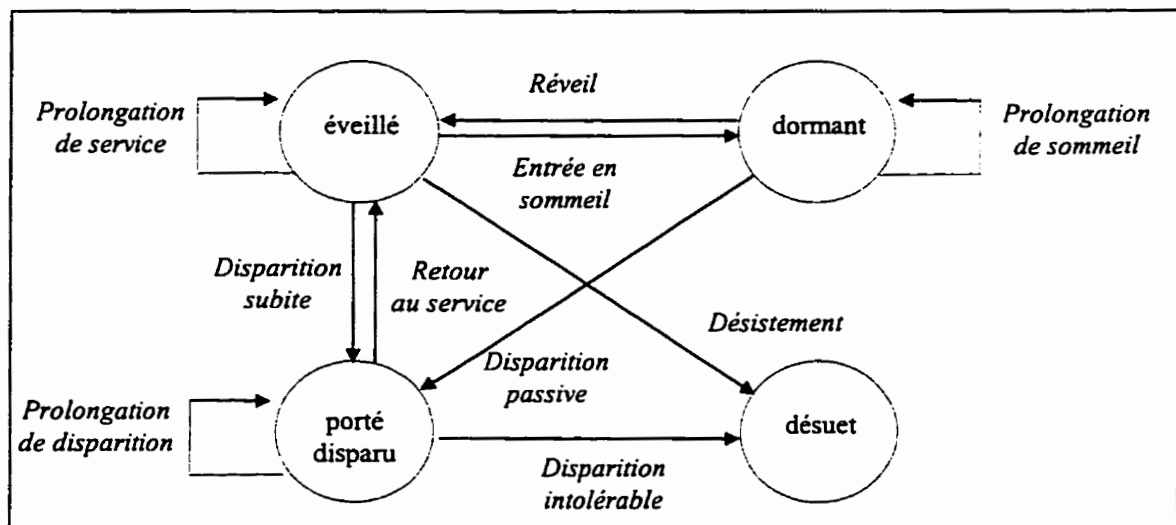 Prolongation
de service
éveillé
Réveil
Entrée en
sommeil
dormant
Prolongation
de sommeil
Disparition
subite
Retour
au service
Désistement
Disparition
passive
Prolongation
de disparition
porté
disparu
Disparition
intolérable
désuet